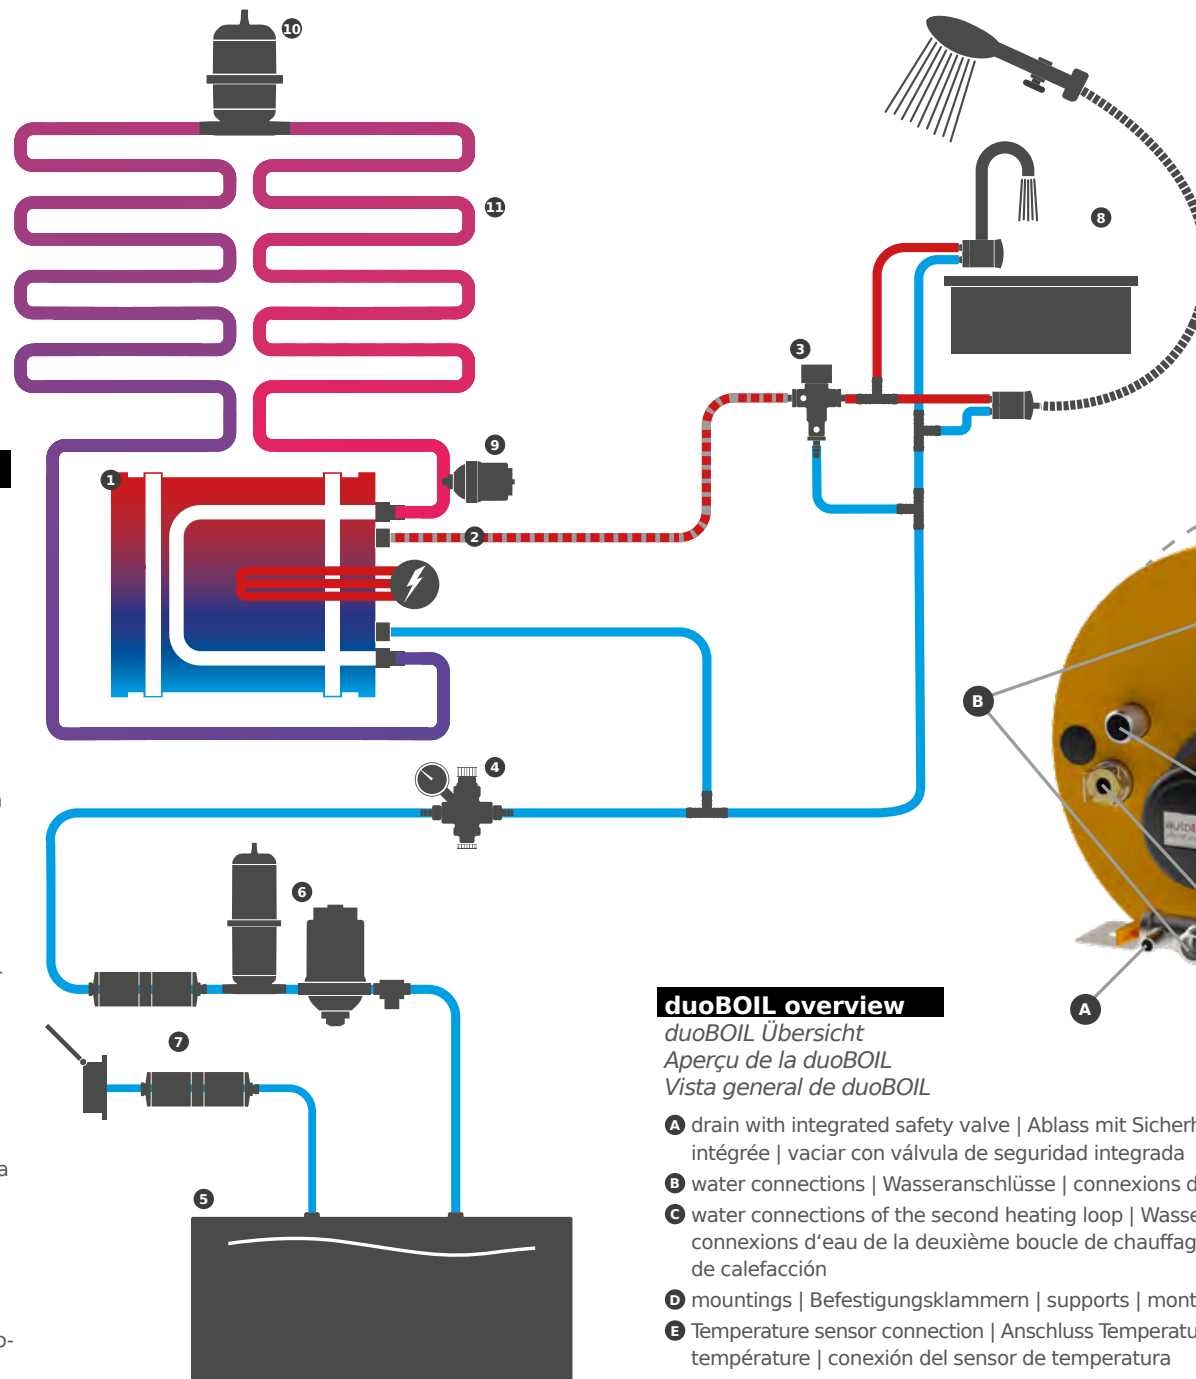 10
11
8
3
9
1
2
B
4
6
7
A
5
duoBOIL overview
duoBOIL Übersicht
Aperçu de la duoBOIL
Vista general de duoBOIL
A drain with integrated safety valve | Ablass mit Sicherh
intégrée | vaciar con válvula de seguridad integrada
B water connections | Wasseranschlüsse | connexions d
C water connections of the second heating loop | Wasse
connexions d‘eau de la deuxième boucle de chauffag
de calefacción
D mountings | Befestigungsklammern | supports | mont
E Temperature sensor connection | Anschluss Temperatu
température | conexión del sensor de temperatura
a
o-